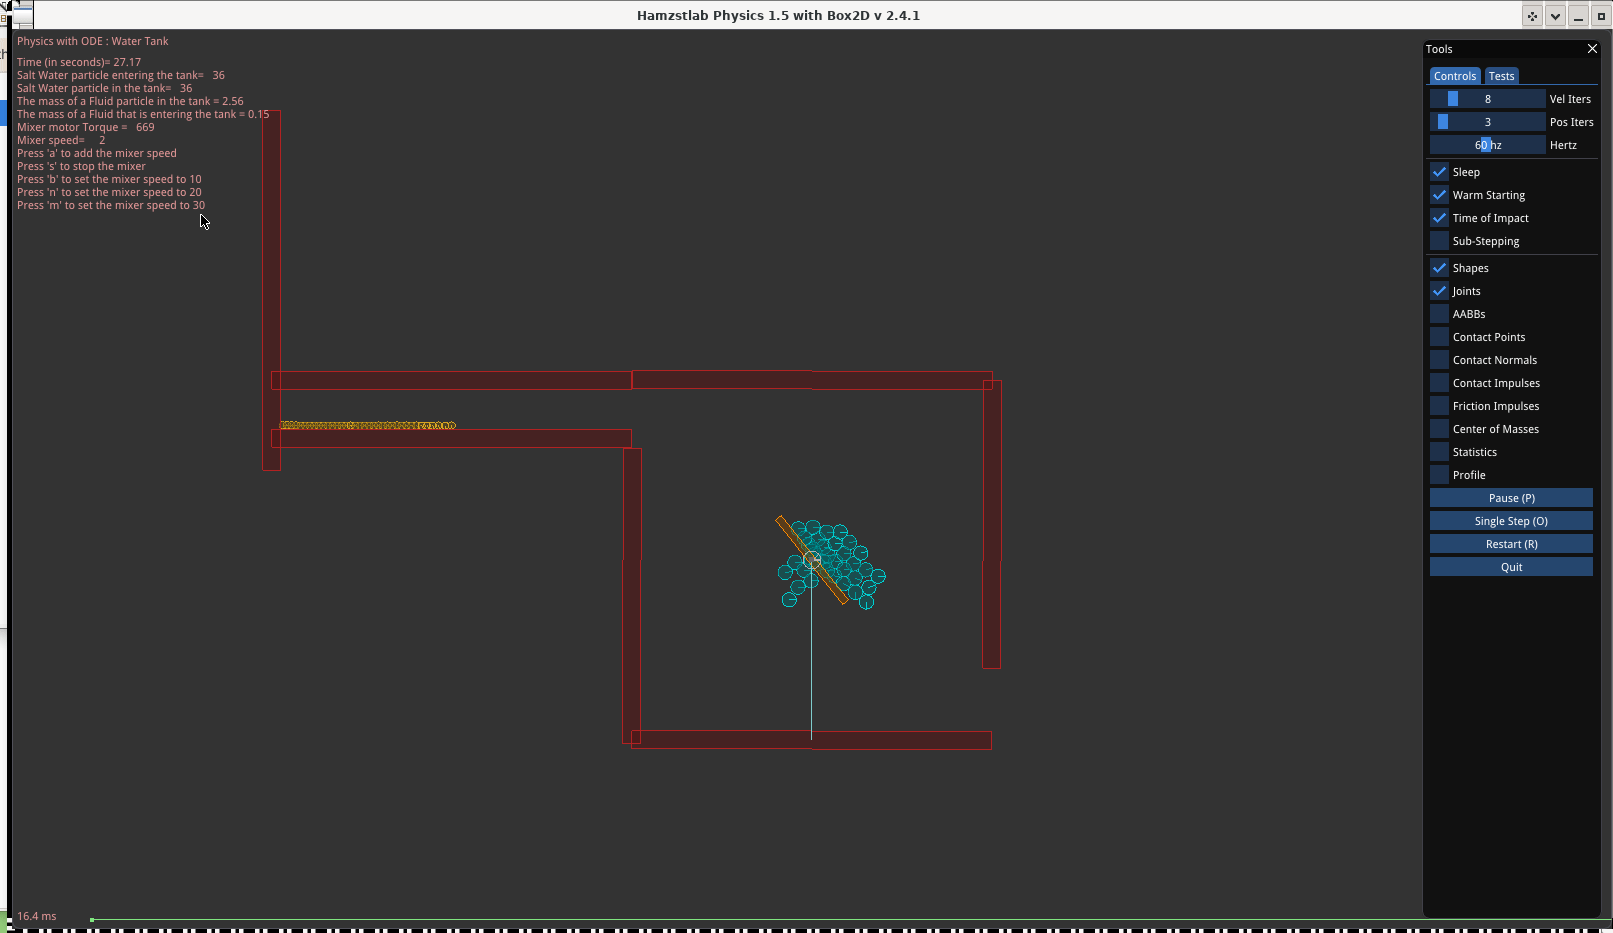 Hamzstlab Physics 1.5 with Box2D v 2.4.1
Physics with ODE : Water Tank
Time (in seconds)= 27.17
Salt Water particle entering the tank= 36
Salt Water particle in the tank= 36
The mass of a Fluid particle in the tank = 2.56
The mass of a Fluid that is entering the tank = 0.15
Mixer motor Torque = 669
Mixer speed= 2
Press 'a' to add the mixer speed
Press 's' to stop the mixer
Press 'b' to set the mixer speed to 10
Press 'n' to set the mixer speed to 20
Press 'm' to set the mixer speed to 30
16.4 ms
Tools
Controls Tests
8 Vel Iters
3 Pos Iters
60 hz Hertz
Sleep
Warm Starting
Time of Impact
Sub-Stepping
Shapes
Joints
AABBs
Contact Points
Contact Normals
Contact Impulses
Friction Impulses
Center of Masses
Statistics
Profile
Pause (P)
Single Step (O)
Restart (R)
Quit